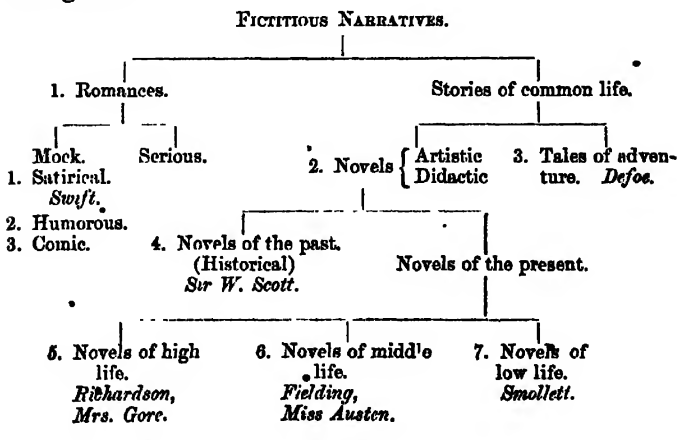 FICTITIOUS NARRATIVES.
1. Romances.
Stories of common life.
Mock.
1. Satirical.
Swift.
2. Humorous.
3. Comic.
Serious.
2. Novels { Artistic
Didactic
3. Tales of adven-
ture. Defoe.
4. Novels of the past.
(Historical)
Sir W. Scott.
Novels of the present.
5. Novels of high
life.
Richardson,
Mrs. Gore.
6. Novels of middle
life.
Fielding,
Miss Austen.
7. Novels of
low life.
Smollett.